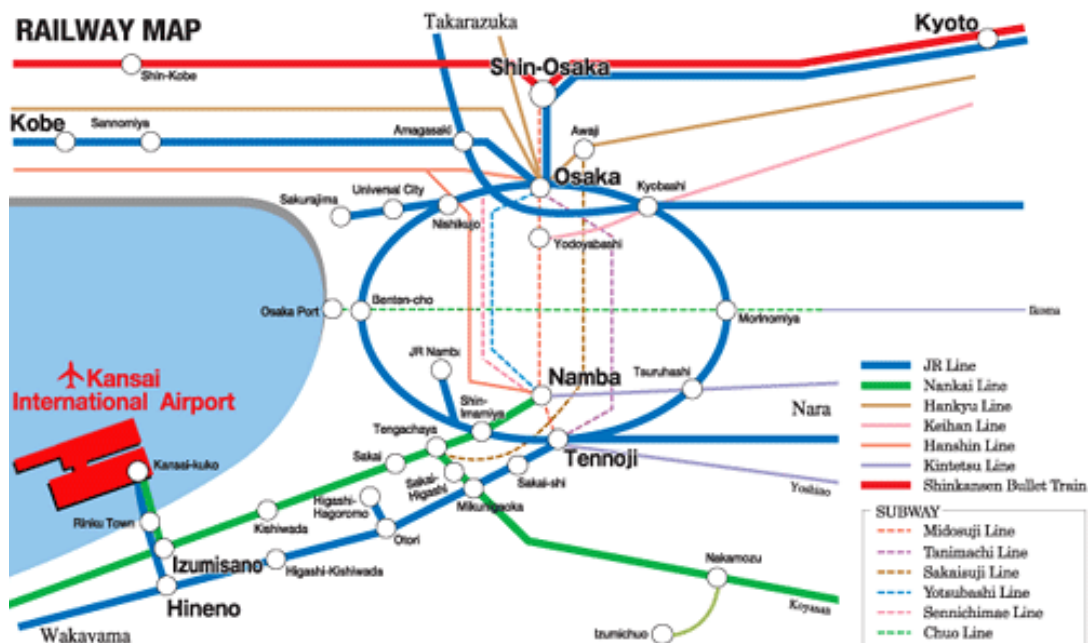 RAILWAY MAP
Takarazuka
Kyoto
Shin-Osaka
Shin-Kobe
Kobe
Sannomiya
Amagasaki
Awaji
Osaka
Kyobashi
Universal City
Sakurajima
Nishikujo
Yodoyabashi
Osaka Port
Benten-cho
Morinomiya
Ikoma
JR Namba
Namba
Tsuruhashi
Nara
Kansai
International Airport
Shin-
Imamiya
Tengachaya
Tennoji
Sakai
Sakai-
Higashi
Sakai-shi
Mikunigaoka
Yoshino
Kansai-kuko
Rinku Town
Kishiwada
Higashi-
Hagoromo
Otori
Izumisano
Higashi-Kishiwada
Hineno
Wakayama
Nakamozu
Koyasan
Izumichuo
JR Line
Nankai Line
Hankyu Line
Keihan Line
Hanshin Line
Kintetsu Line
Shinkansen Bullet Train
SUBWAY
Midosuji Line
Tanimachi Line
Sakaisuji Line
Yotsubashi Line
Sennichimae Line
Chuo Line